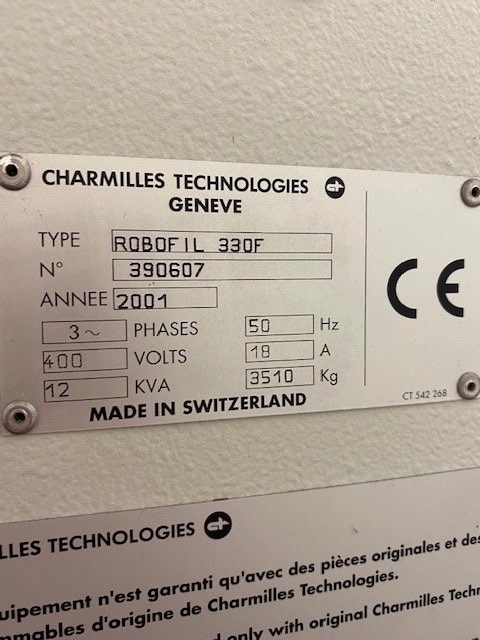 CHARMILLES TECHNOLOGIES
GENEVE
TYPE ROBOFIL 330F
N° 390607
ANNEE 2001
3~ PHASES 50 Hz
400 VOLTS 18 A
12 KVA 3510 Kg
MADE IN SWITZERLAND
CE
CT 542 268
LLES TECHNOLOGIES
uipement n'est garanti qu'avec des pièces originales et des
mmables d'origine de Charmilles Technologies.
only with original Charmilles Techn